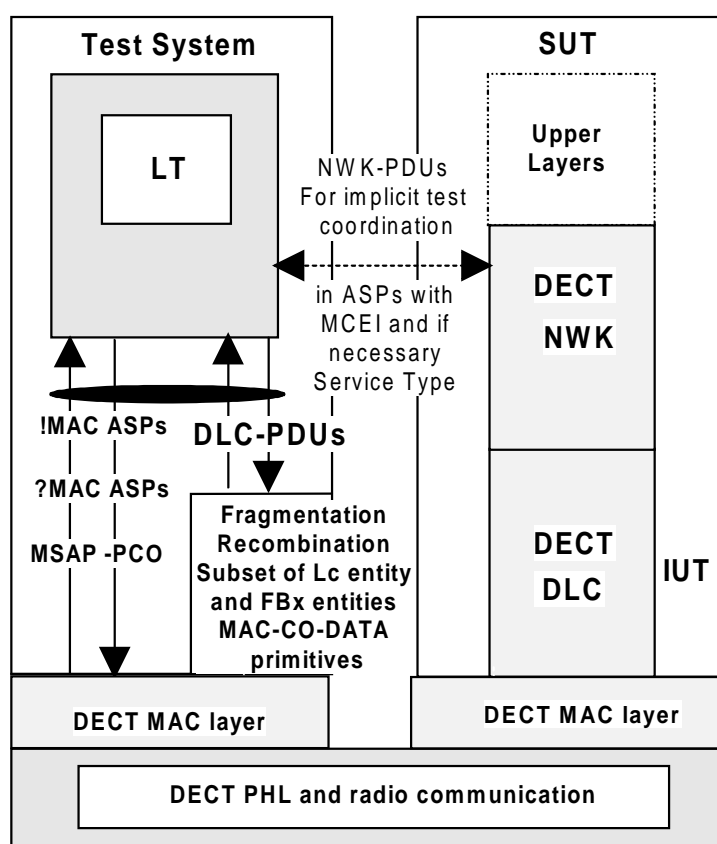 Test System
LT
!MAC ASPs
?MAC ASPs
MSAP -PCO
DLC-PDUs
Fragmentation
Recombination
Subset of Lc entity
and FBx entities
MAC-CO-DATA
primitives
DECT MAC layer
NWK-PDUs
For implicit test
coordination
in ASPs with
MCEI and if
necessary
Service Type
SUT
Upper
Layers
DECT
NWK
DECT
DLC
IUT
DECT MAC layer
DECT PHL and radio communication